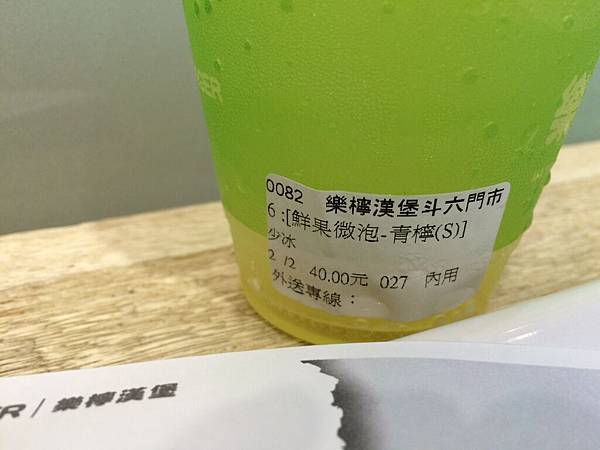 0082 樂檸漢堡斗六門市
6 :[鮮果微泡-青檸(S)]
少冰
2 /2 40.00元 027 內用
外送專線：
ER / 樂檸漢堡